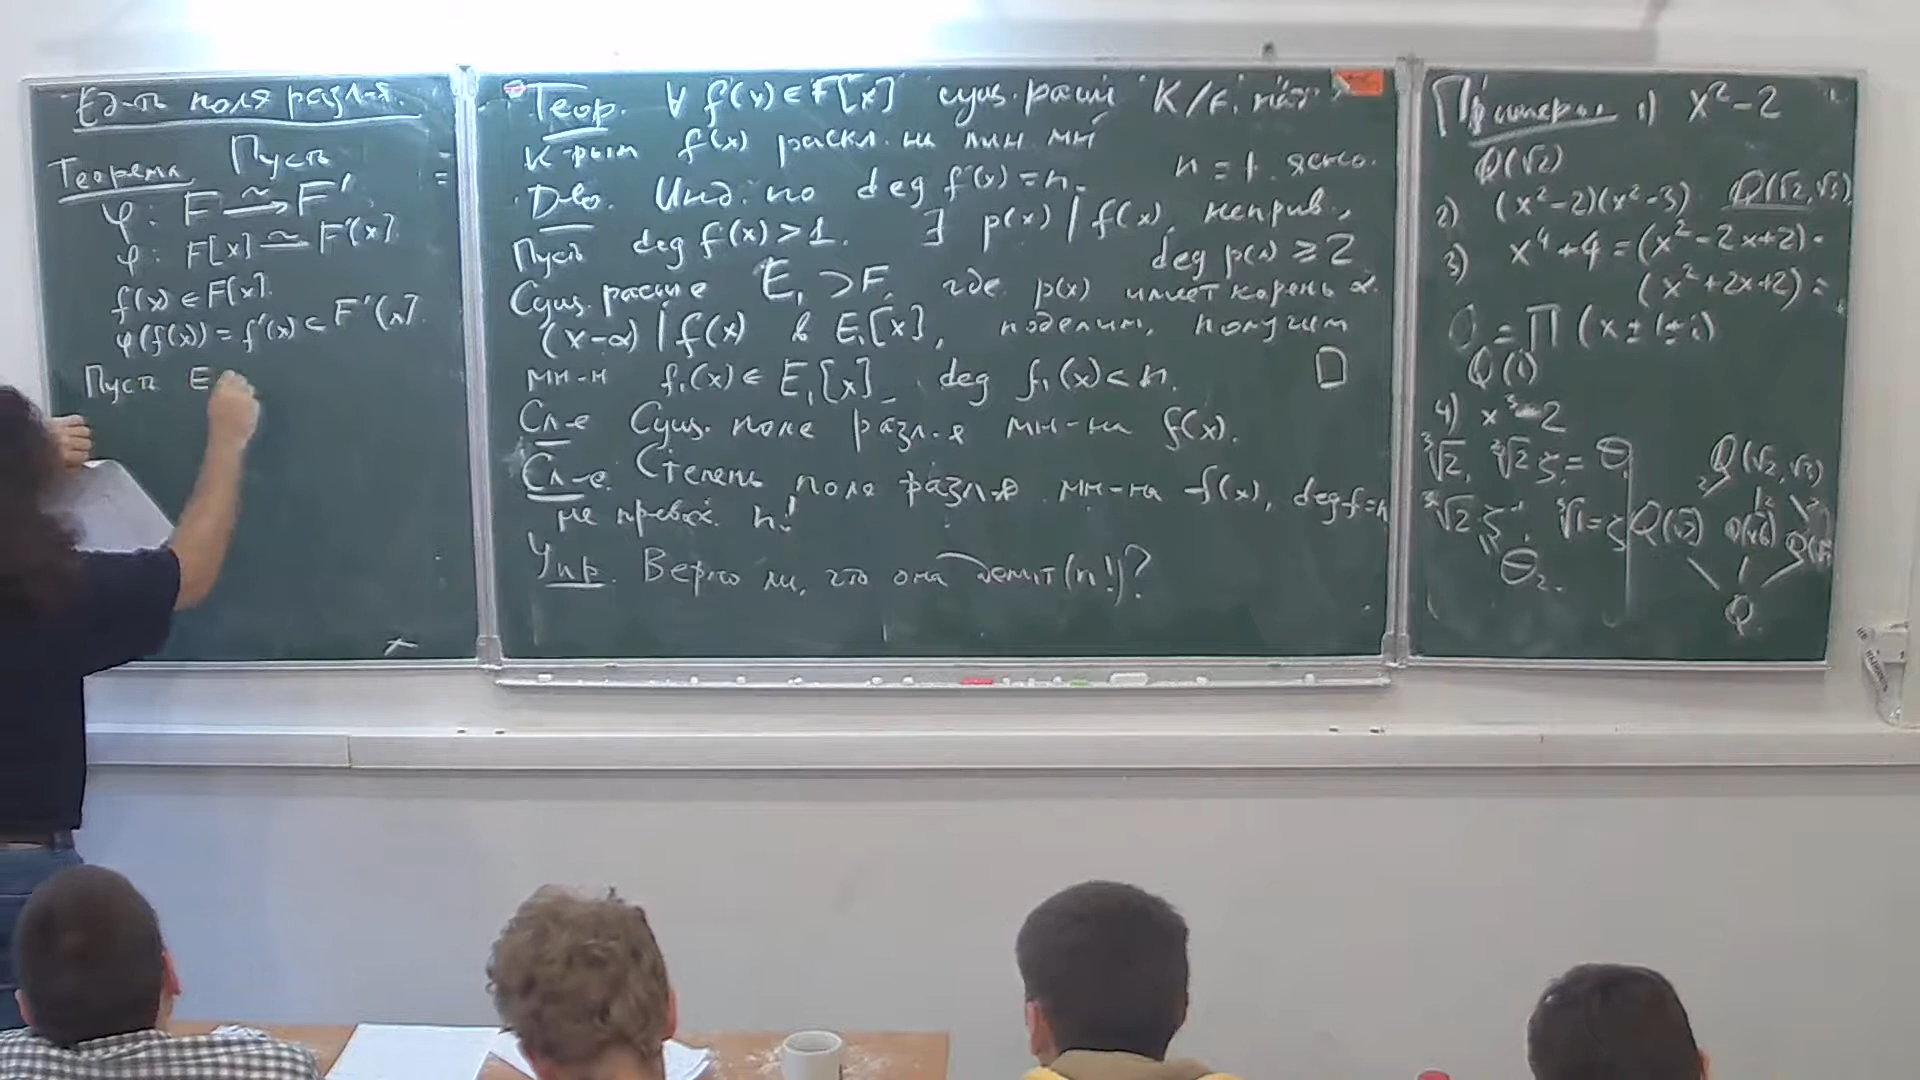 Ед-ть поля разл-я.
Теорема Пусть
φ: F ≃→ F'
φ: F[x] ≃→ F'[x]
f(x) ∈ F[x].
φ(f(x)) = f'(x) ⊂ F'[x].
Пусть E
Теор. ∀ f(x) ∈ F[x] сущ. расш K/F, над
к-рым f(x) раскл. на лин. мн
Д-во. Инд. по deg f(x) = n. n = 1. ясно.
Пусть deg f(x) > 1. ∃ p(x) | f(x), неприв.,
deg p(x) ≥ 2
Сущ. расш-е E₁ ⊃ F, где p(x) имеет корень α.
(x-α) | f(x) в E₁[x], поделим, получим
мн-н f₁(x) ∈ E₁[x], deg f₁(x) < n. □
Сл-е Сущ. поле разл-я мн-на f(x).
Сл-е. Степень поля разл-я мн-на f(x), deg f = n
не превых. n!
Упр. Верно ли, что она делит (n!)?
Примеры 1) x² - 2
Q(√2)
2) (x²-2)(x²-3) Q(√2, √3)
3) x⁴ + 4 = (x² - 2x + 2) ·
(x² + 2x + 2) =
= ∏ (x ± 1 ± i)
Q(i)
4) x³ - 2
∛2, ∛2 ζ = θ₁
∛2 ζ⁻¹ ∛1 = ζ
θ₂.
Q(√2, √3)
Q(√2) Q(√6) Q(√3)
Q